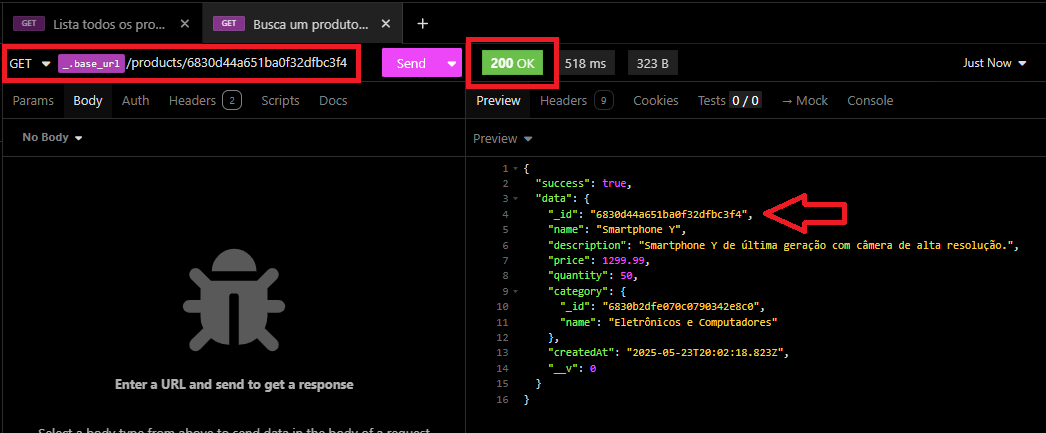 GET Lista todos os pro... GET Busca um produto...
GET _.base_url /products/6830d44a651ba0f32dfbc3f4 Send 200 OK 518 ms 323 B Just Now
Params Body Auth Headers 2 Scripts Docs
Preview Headers 9 Cookies Tests 0 / 0 → Mock Console
No Body
Preview
1 {
2 "success": true,
3 "data": {
4 "_id": "6830d44a651ba0f32dfbc3f4",
5 "name": "Smartphone Y",
6 "description": "Smartphone Y de última geração com câmera de alta resolução.",
7 "price": 1299.99,
8 "quantity": 50,
9 "category": {
10 "_id": "6830b2dfe070c0790342e8c0",
11 "name": "Eletrônicos e Computadores"
12 },
13 "createdAt": "2025-05-23T20:02:18.823Z",
14 "__v": 0
15 }
16 }
Enter a URL and send to get a response
Select a body type from above to send data in the body of a request